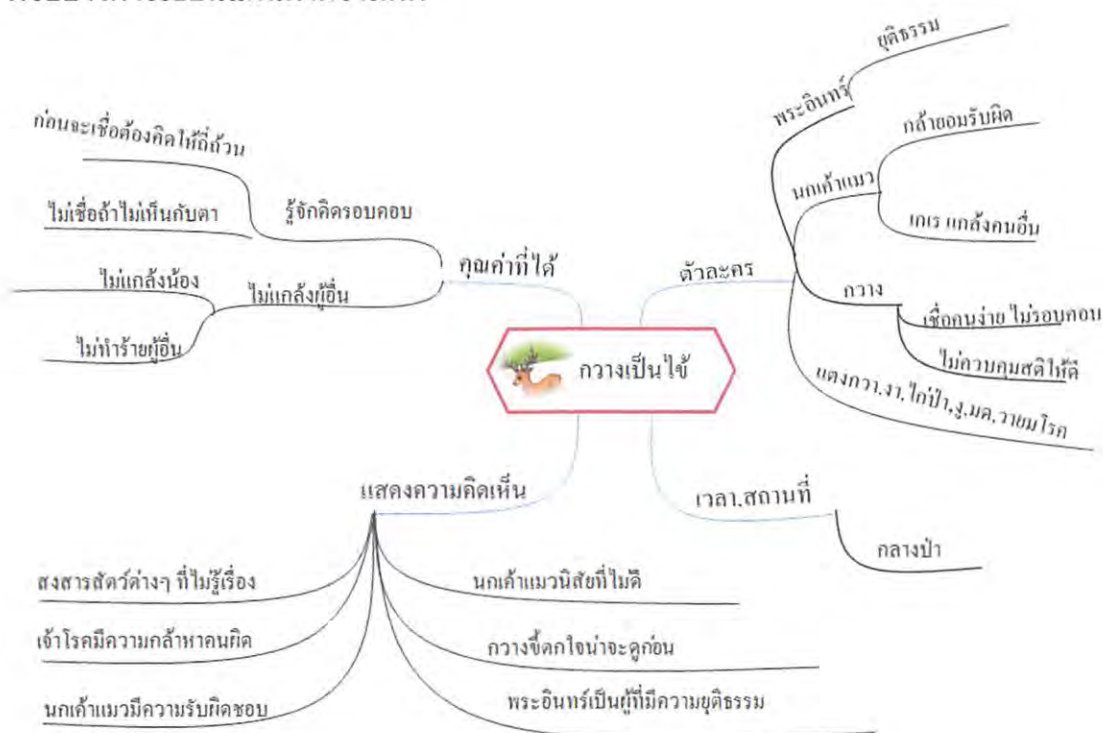 กวางเป็นไข้
คุณค่าที่ได้
รู้จักคิดรอบคอบ
ก่อนจะเชื่อต้องคิดให้ถี่ถ้วน
ไม่เชื่อถ้าไม่เห็นกับตา
ไม่แกล้งผู้อื่น
ไม่แกล้งน้อง
ไม่ทำร้ายผู้อื่น
ตัวละคร
พระอินทร์
ยุติธรรม
นกเค้าแมว
กล้ายอมรับผิด
เกเร แกล้งคนอื่น
กวาง
เชื่อคนง่าย ไม่รอบคอบ
ไม่ควบคุมสติให้ดี
แตงกวา,งา,ไก่ป่า,งู,มด,วายมโรค
เวลา,สถานที่
กลางป่า
แสดงความคิดเห็น
สงสารสัตว์ต่างๆ ที่ไม่รู้เรื่อง
เจ้าโรคมีความกล้าหาคนผิด
นกเค้าแมวมีความรับผิดชอบ
นกเค้าแมวนิสัยที่ไม่ดี
กวางขี้ตกใจน่าจะดูก่อน
พระอินทร์เป็นผู้ที่มีความยุติธรรม